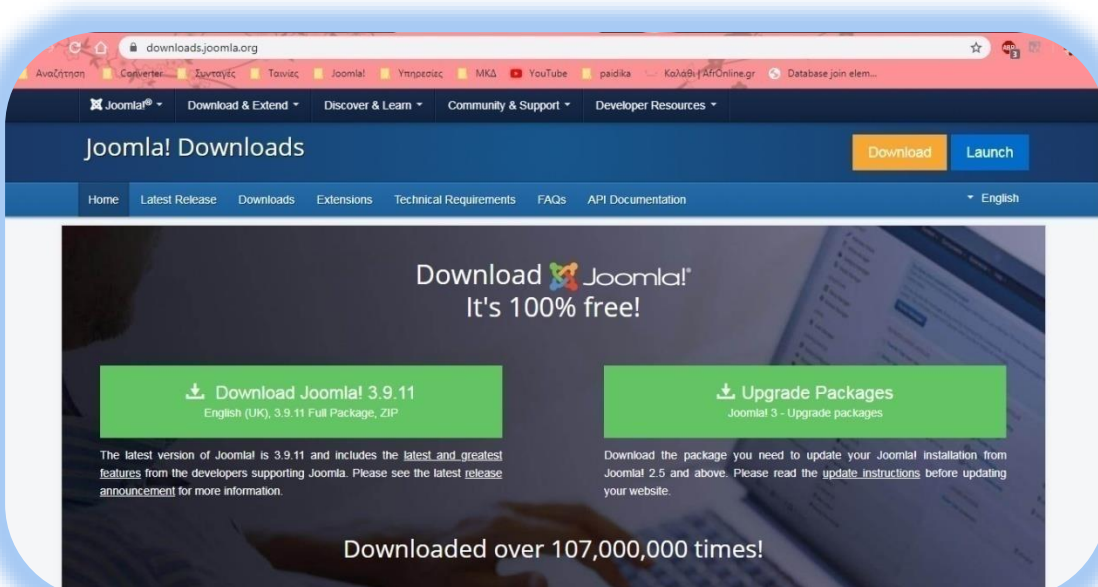 downloads.joomla.org
Αναζήτηση Converter Συνταγές Ταινίες Joomla! Υπηρεσίες ΜΚΔ YouTube paidika Καλάθι | AfrOnline.gr Database join elem...
Joomla!® Download & Extend Discover & Learn Community & Support Developer Resources
Joomla! Downloads
Download Launch
Home Latest Release Downloads Extensions Technical Requirements FAQs API Documentation English
Download Joomla!®
It's 100% free!
Download Joomla! 3.9.11
English (UK), 3.9.11 Full Package, ZIP
The latest version of Joomla! is 3.9.11 and includes the latest and greatest
features from the developers supporting Joomla. Please see the latest release
announcement for more information.
Upgrade Packages
Joomla! 3 - Upgrade packages
Download the package you need to update your Joomla! installation from
Joomla! 2.5 and above. Please read the update instructions before updating
your website.
Downloaded over 107,000,000 times!